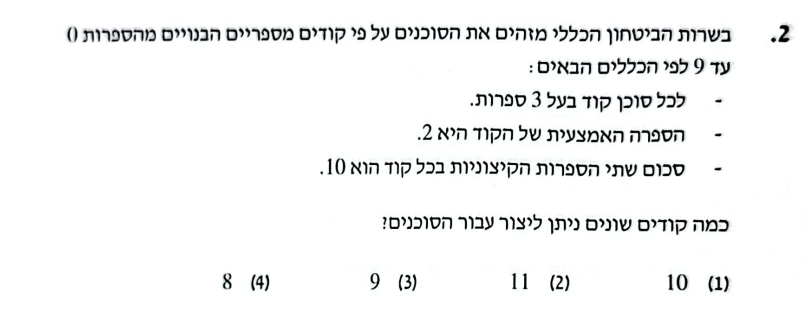 2. בשרות הביטחון הכללי מזהים את הסוכנים על פי קודים מספריים הבנויים מהספרות 0
עד 9 לפי הכללים הבאים:
- לכל סוכן קוד בעל 3 ספרות.
- הספרה האמצעית של הקוד היא 2.
- סכום שתי הספרות הקיצוניות בכל קוד הוא 10.
כמה קודים שונים ניתן ליצור עבור הסוכנים?
(1) 10 (2) 11 (3) 9 (4) 8